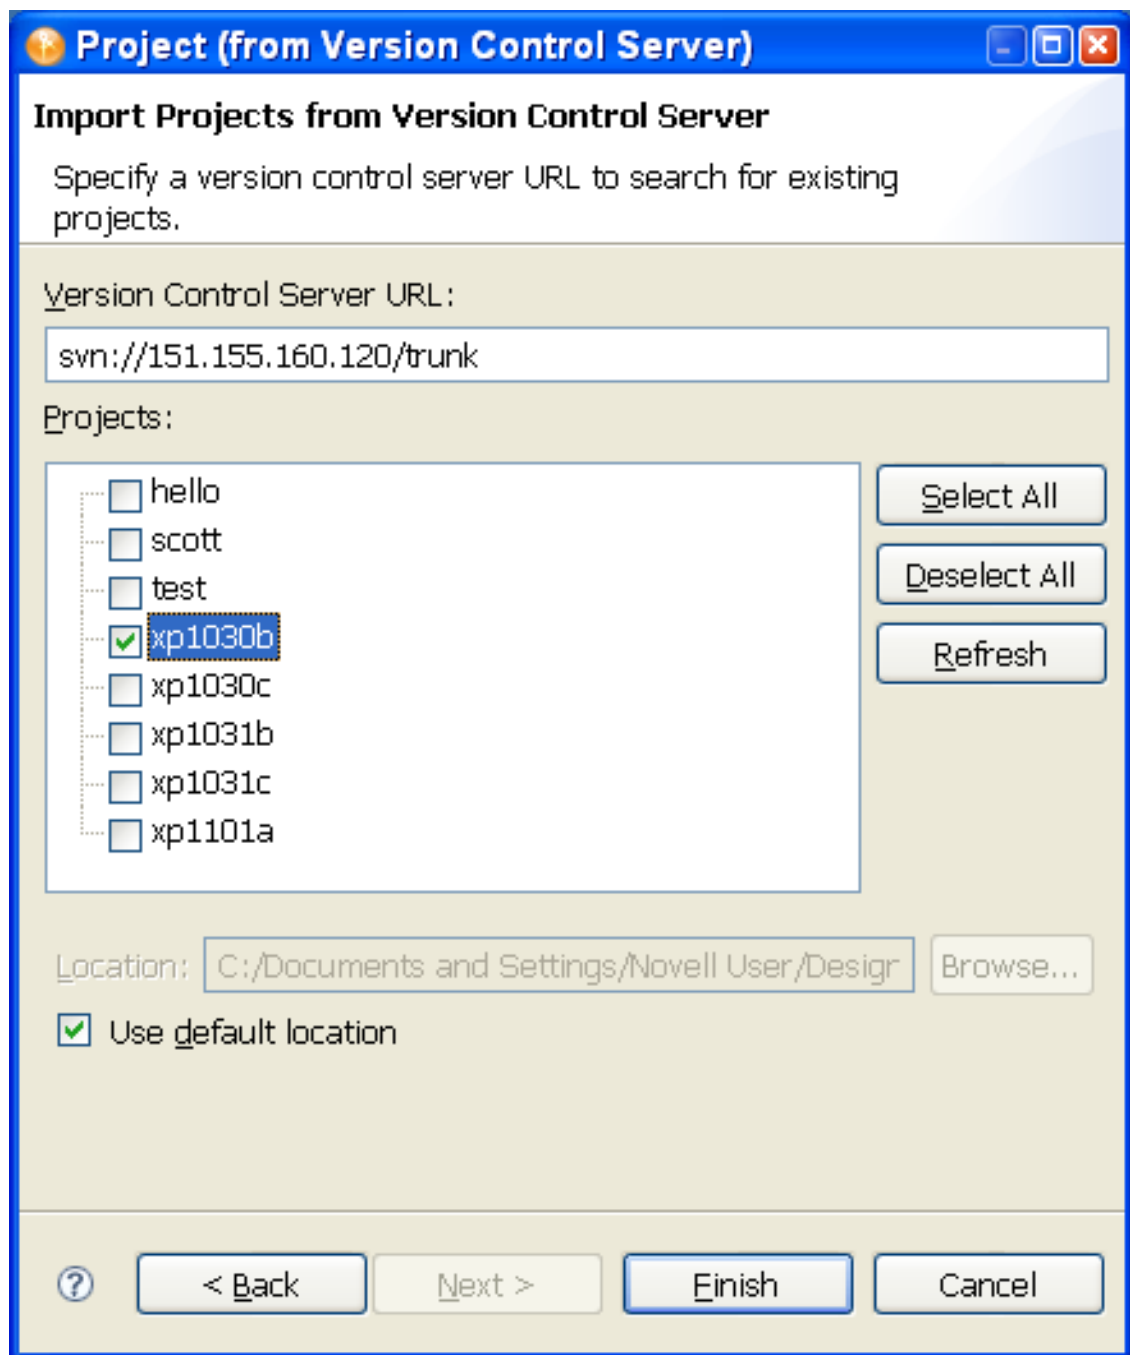 Project (from Version Control Server)
Import Projects from Version Control Server
Specify a version control server URL to search for existing
projects.
Version Control Server URL:
svn://151.155.160.120/trunk
Projects:
hello
scott
test
xp1030b
xp1030c
xp1031b
xp1031c
xp1101a
Select All
Deselect All
Refresh
Location: C:/Documents and Settings/Novell User/Desigr Browse...
Use default location
? < Back Next > Finish Cancel